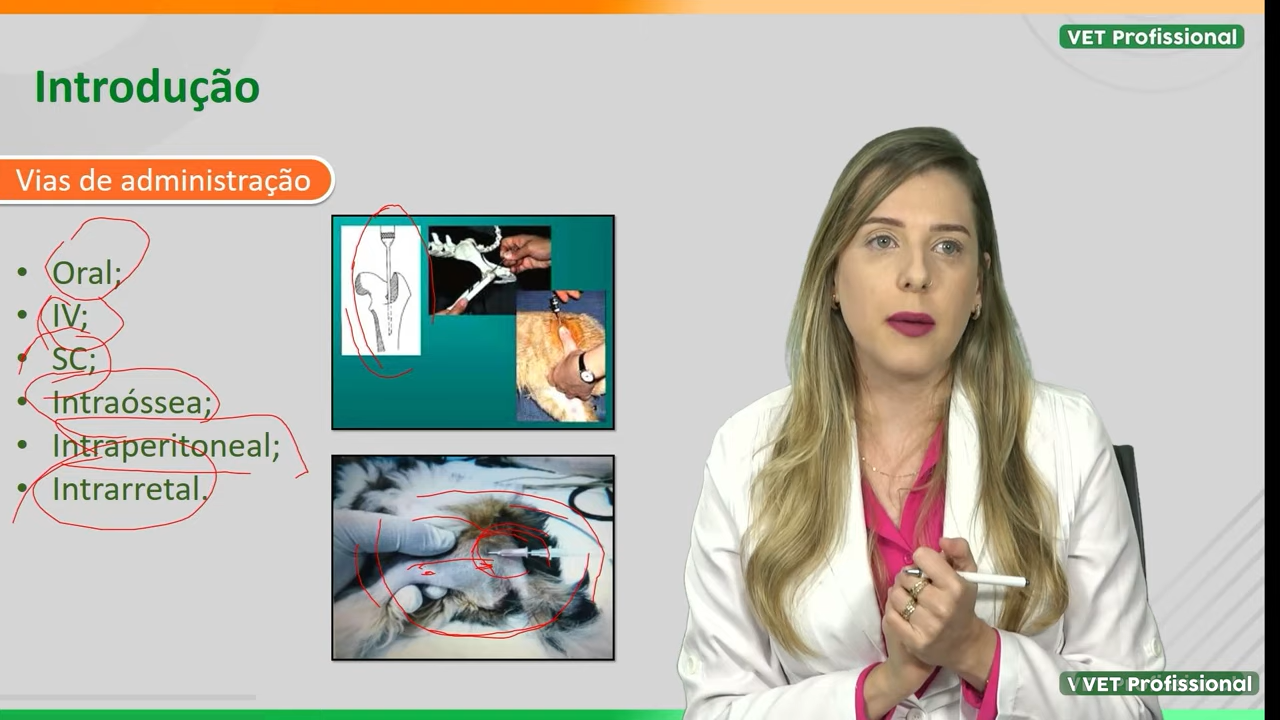 VET Profissional
Introdução
Vias de administração
• Oral;
• IV;
• SC;
• Intraóssea;
• Intraperitoneal;
• Intrarretal.
VET Profissional